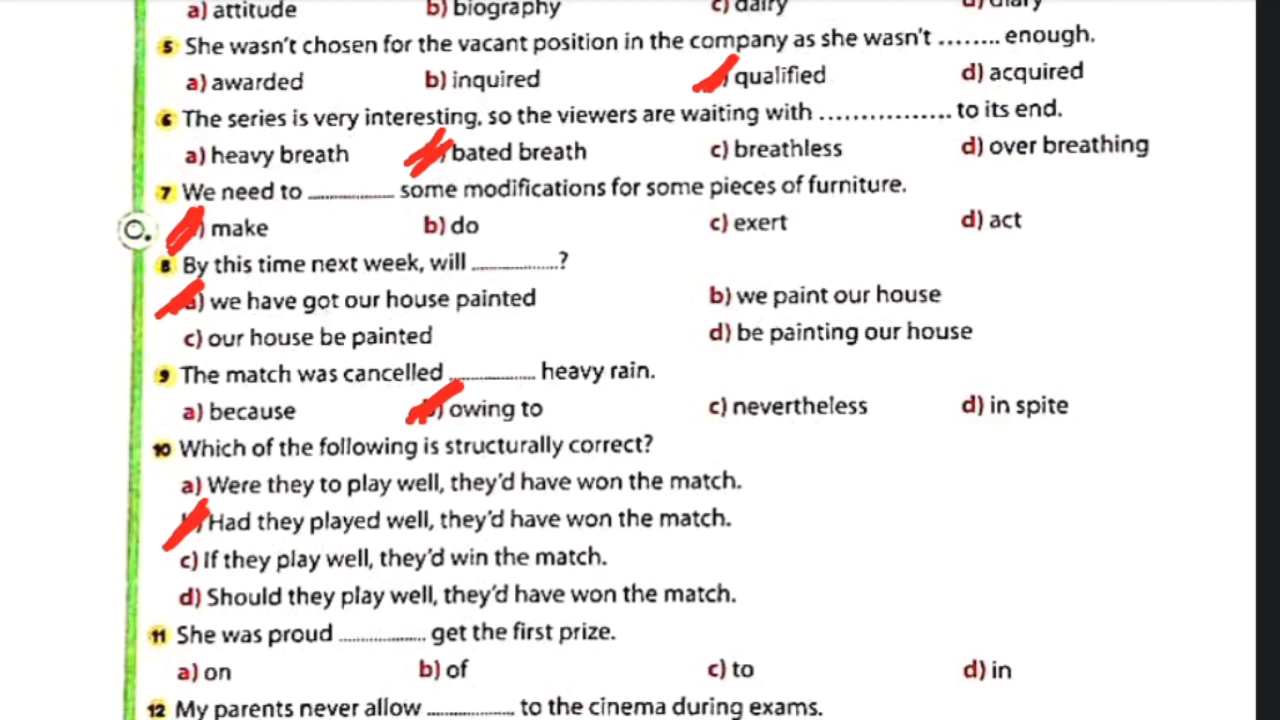 a) attitude b) biography c) dairy d) diary
5 She wasn't chosen for the vacant position in the company as she wasn't ........ enough.
a) awarded b) inquired qualified d) acquired
6 The series is very interesting, so the viewers are waiting with ................ to its end.
a) heavy breath bated breath c) breathless d) over breathing
7 We need to ............ some modifications for some pieces of furniture.
) make b) do c) exert d) act
8 By this time next week, will ............?
a) we have got our house painted b) we paint our house
c) our house be painted d) be painting our house
9 The match was cancelled ............ heavy rain.
a) because b) owing to c) nevertheless d) in spite
10 Which of the following is structurally correct?
a) Were they to play well, they'd have won the match.
Had they played well, they'd have won the match.
c) If they play well, they'd win the match.
d) Should they play well, they'd have won the match.
11 She was proud ............ get the first prize.
a) on b) of c) to d) in
12 My parents never allow ............ to the cinema during exams.